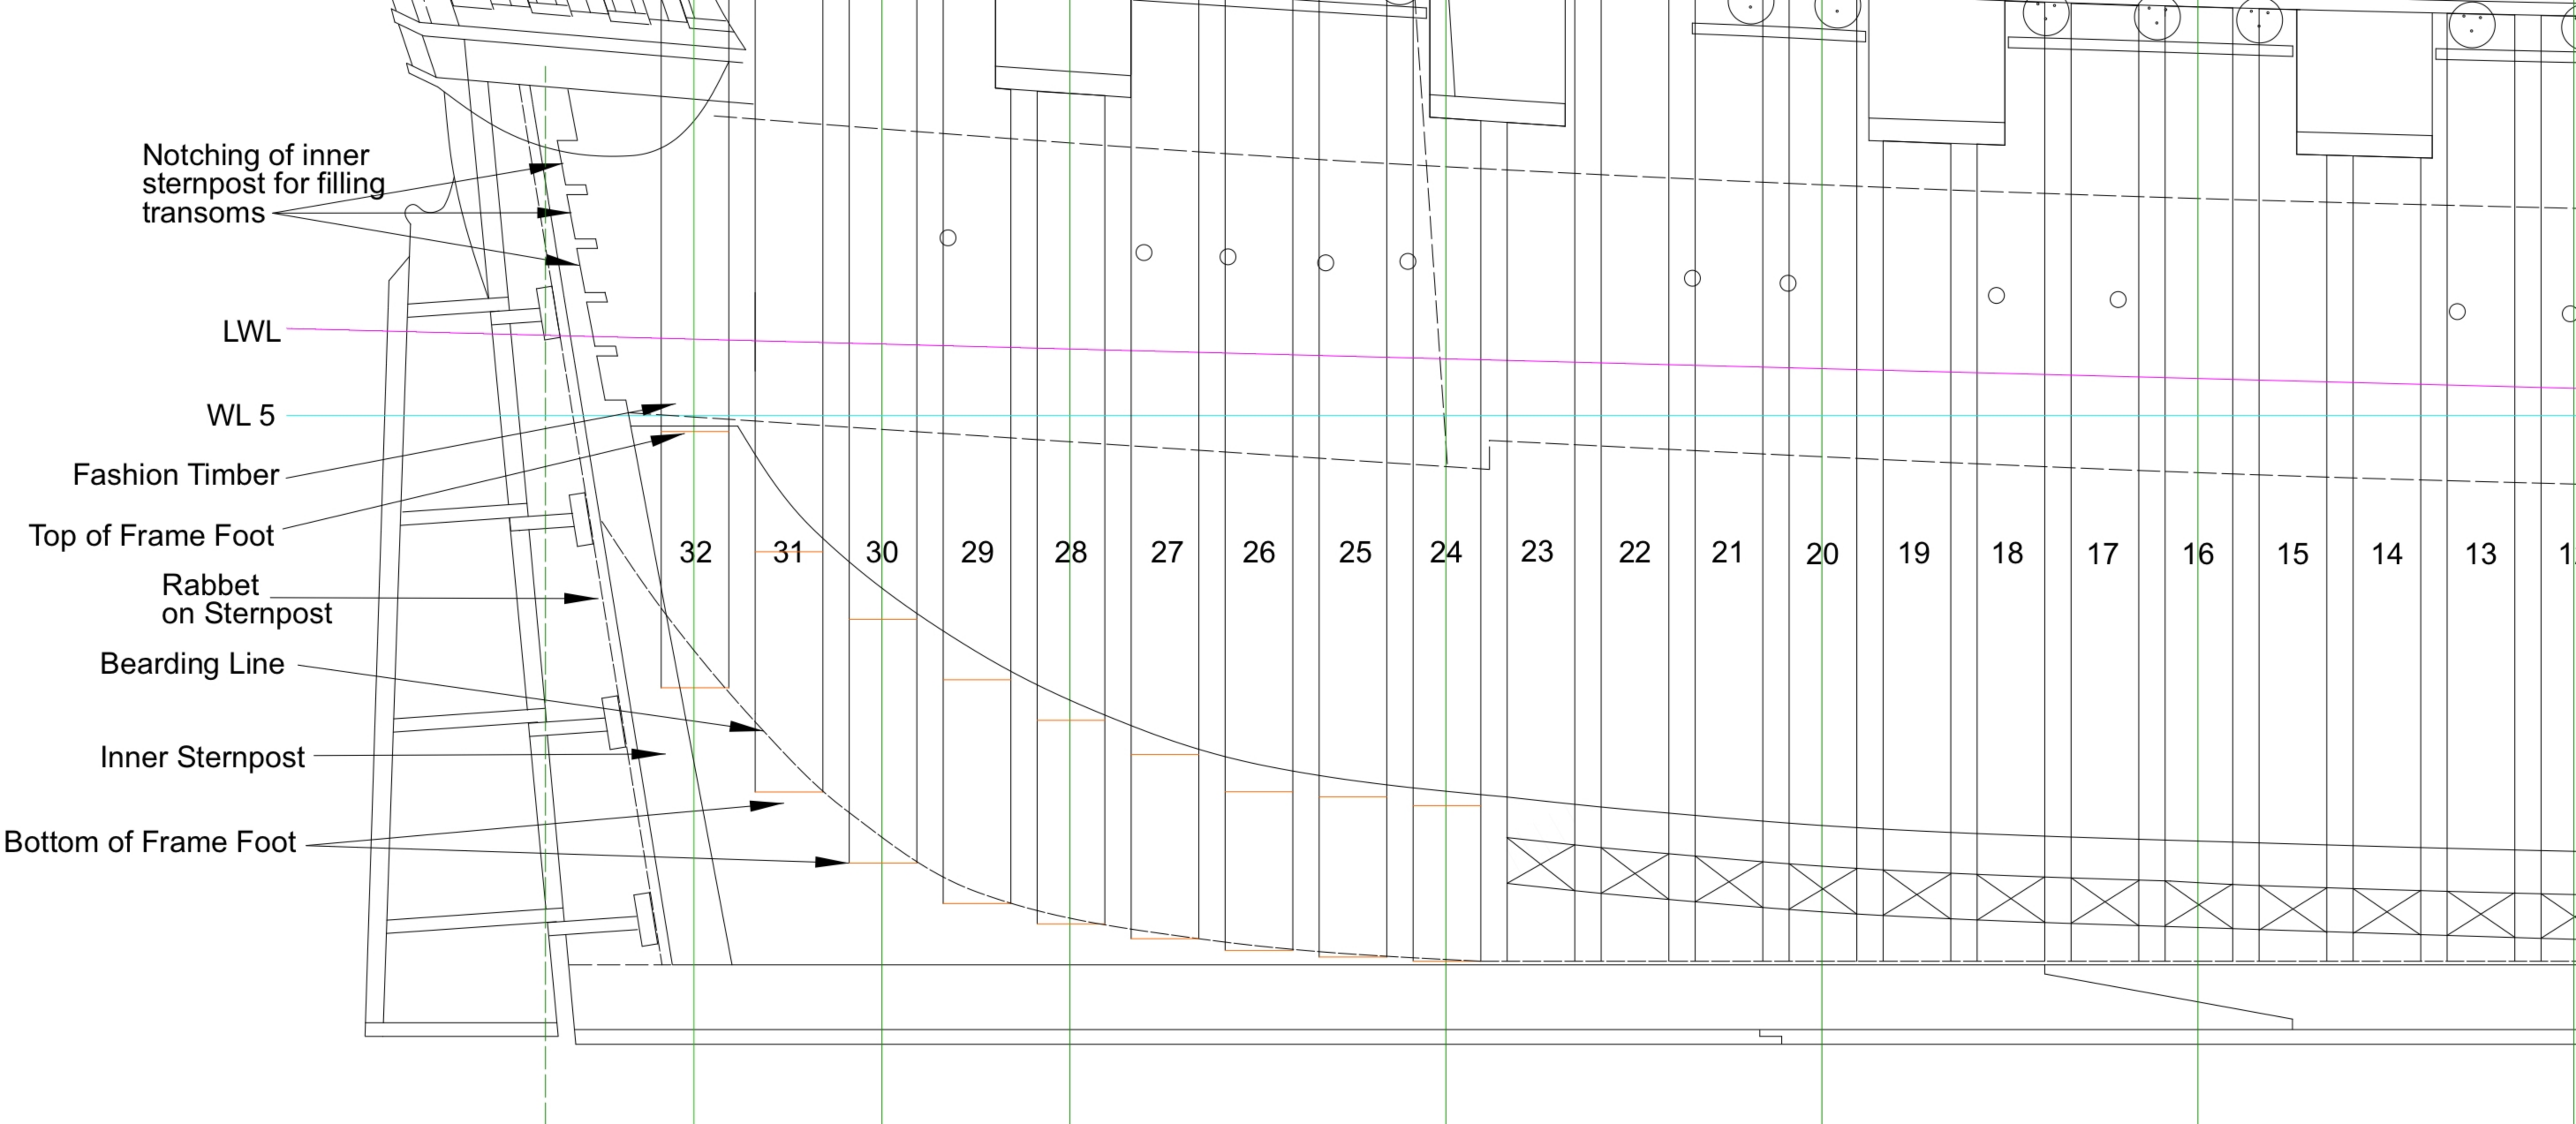 Notching of inner
sternpost for filling
transoms
LWL
WL 5
Fashion Timber
Top of Frame Foot
32 31 30 29 28 27 26 25 24 23 22 21 20 19 18 17 16 15 14 13
Rabbet
on Sternpost
Bearding Line
Inner Sternpost
Bottom of Frame Foot